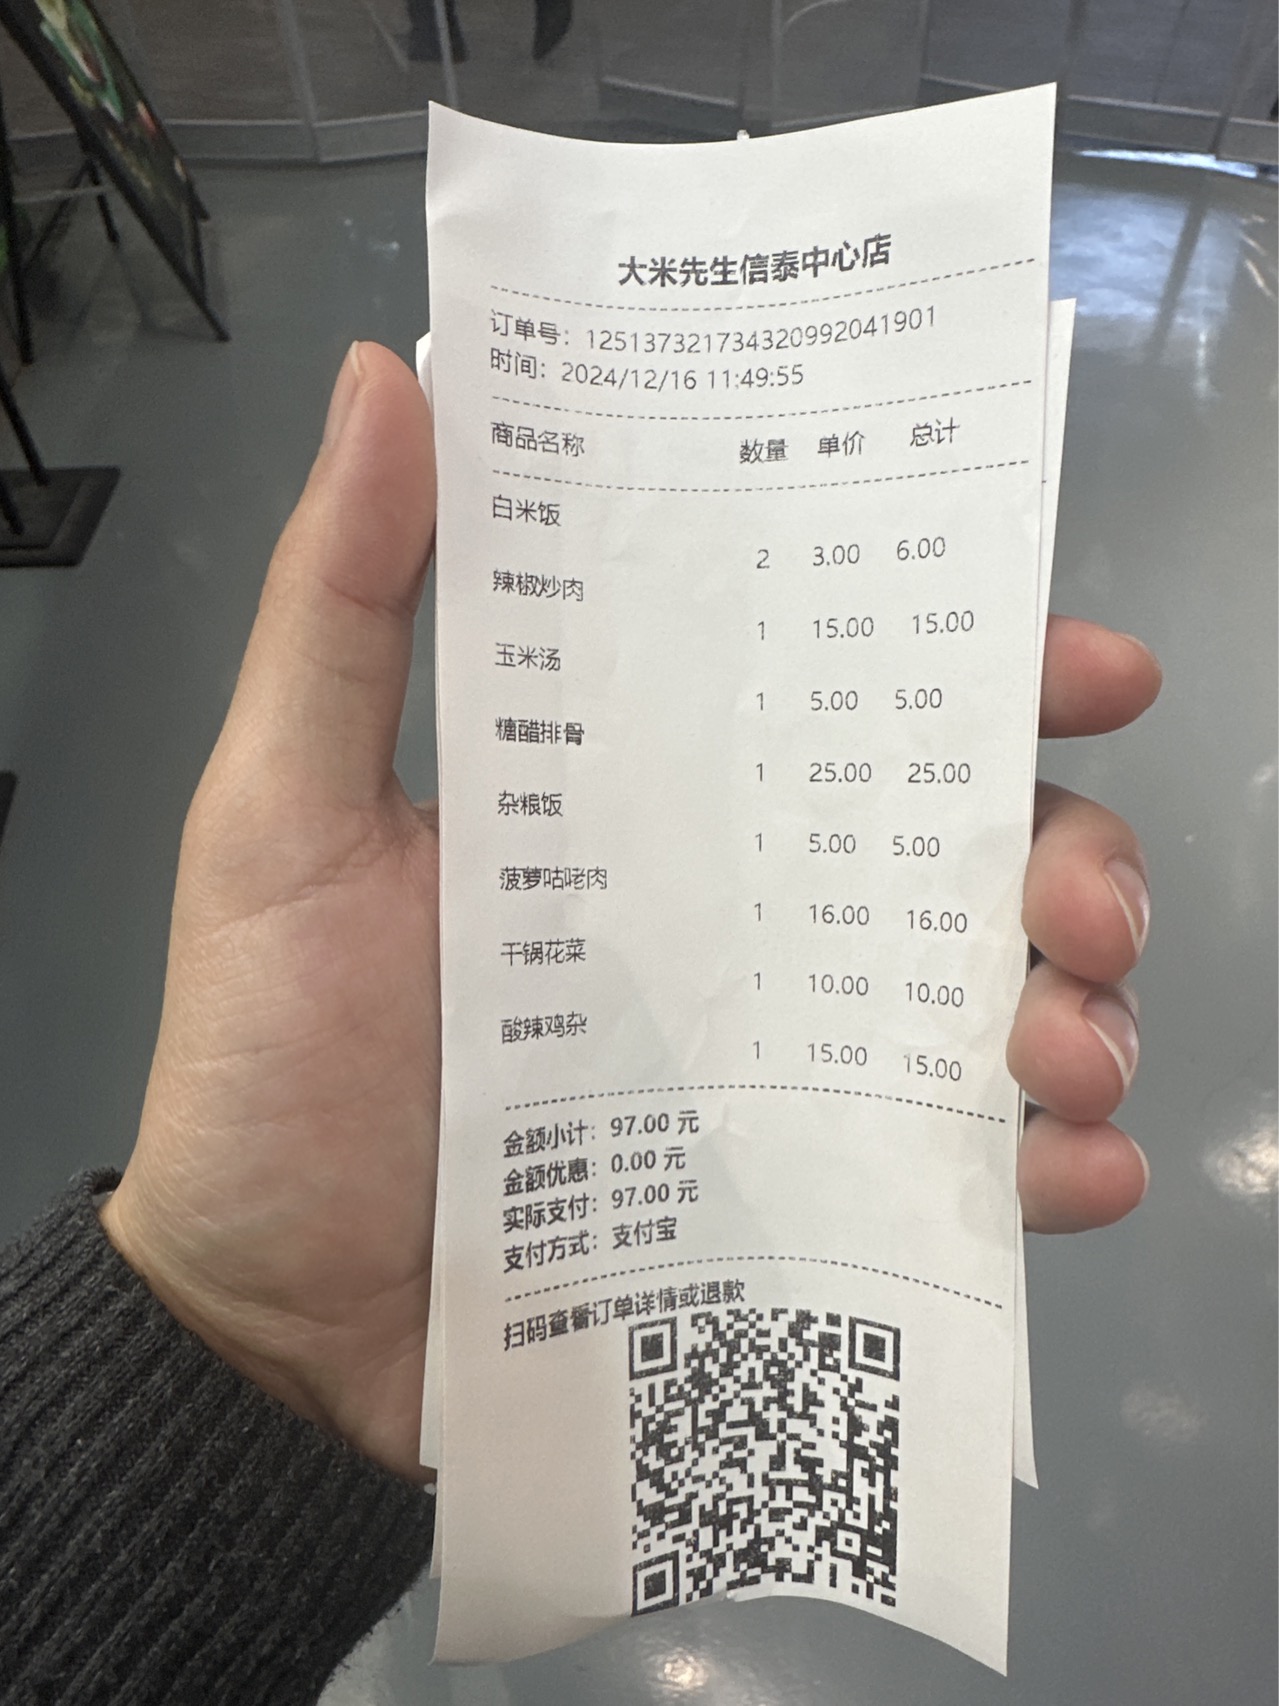 大米先生信泰中心店
订单号：125137321734320992041901
时间：2024/12/16 11:49:55
商品名称 数量 单价 总计
白米饭
2 3.00 6.00
辣椒炒肉
1 15.00 15.00
玉米汤
1 5.00 5.00
糖醋排骨
1 25.00 25.00
杂粮饭
1 5.00 5.00
菠萝咕咾肉
1 16.00 16.00
干锅花菜
1 10.00 10.00
酸辣鸡杂
1 15.00 15.00
金额小计：97.00 元
金额优惠：0.00 元
实际支付：97.00 元
支付方式：支付宝
扫码查看订单详情或退款